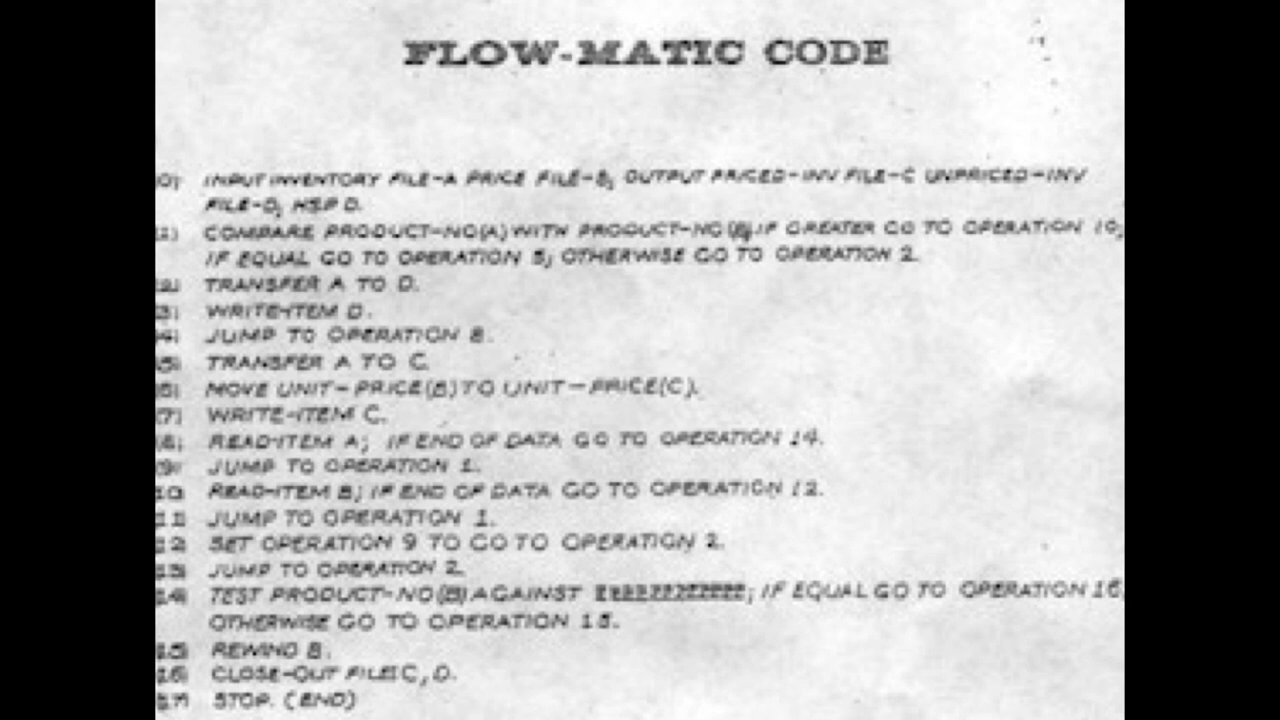 FLOW-MATIC CODE
(0) INPUT INVENTORY FILE-A PRICE FILE-B; OUTPUT PRICED-INV FILE-C UNPRICED-INV
FILE-D; HSP D.
(1) COMPARE PRODUCT-NO(A) WITH PRODUCT-NO(B); IF GREATER GO TO OPERATION 10;
IF EQUAL GO TO OPERATION 5; OTHERWISE GO TO OPERATION 2.
(2) TRANSFER A TO D.
(3) WRITE-ITEM D.
(4) JUMP TO OPERATION 8.
(5) TRANSFER A TO C.
(6) MOVE UNIT-PRICE(B) TO UNIT-PRICE(C).
(7) WRITE-ITEM C.
(8) READ-ITEM A; IF END OF DATA GO TO OPERATION 14.
(9) JUMP TO OPERATION 1.
10 READ-ITEM B; IF END OF DATA GO TO OPERATION 12.
11 JUMP TO OPERATION 1.
12 SET OPERATION 9 TO GO TO OPERATION 2.
13 JUMP TO OPERATION 2.
14 TEST PRODUCT-NO(B) AGAINST ; IF EQUAL GO TO OPERATION 16,
OTHERWISE GO TO OPERATION 15.
15 REWIND B.
16 CLOSE-OUT FILES C, D.
17 STOP. (END)